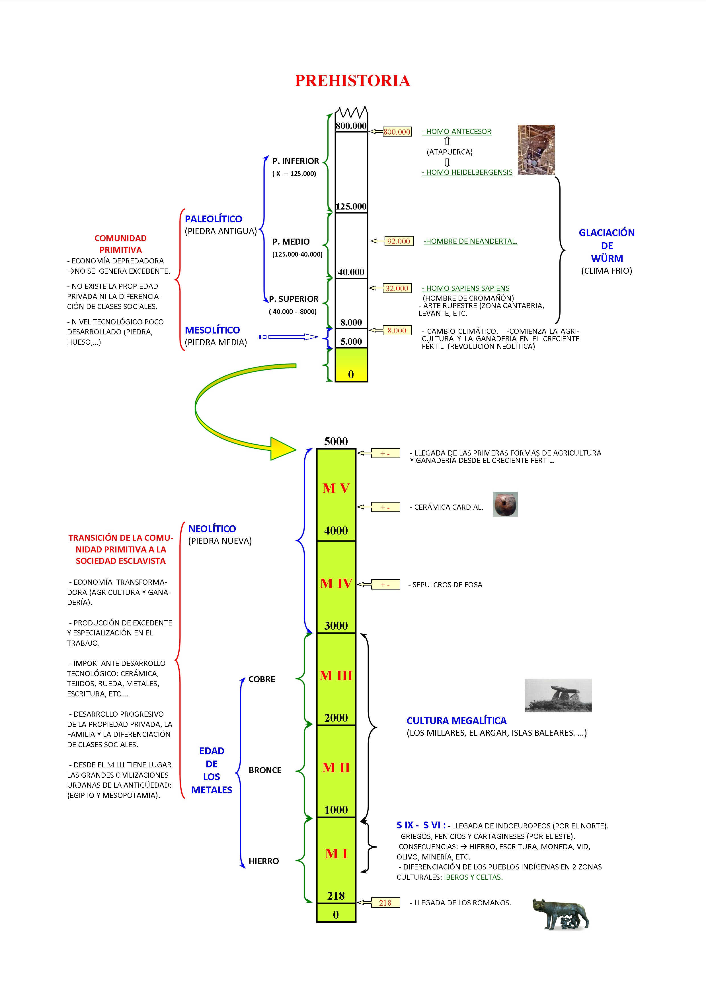 PREHISTORIA
800.000
800.000
- HOMO ANTECESOR
(ATAPUERCA)
- HOMO HEIDELBERGENSIS
P. INFERIOR
( X – 125.000)
125.000
PALEOLÍTICO
(PIEDRA ANTIGUA)
COMUNIDAD
PRIMITIVA
- ECONOMÍA DEPREDADORA
→NO SE GENERA EXCEDENTE.
- NO EXISTE LA PROPIEDAD
PRIVADA NI LA DIFERENCIA-
CIÓN DE CLASES SOCIALES.
- NIVEL TECNOLÓGICO POCO
DESARROLLADO (PIEDRA,
HUESO,...)
P. MEDIO
(125.000-40.000)
92.000
-HOMBRE DE NEANDERTAL.
GLACIACIÓN
DE
WÜRM
(CLIMA FRIO)
40.000
P. SUPERIOR
( 40.000 - 8000)
32.000
- HOMO SAPIENS SAPIENS
(HOMBRE DE CROMAÑÓN)
- ARTE RUPESTRE (ZONA CANTABRIA,
LEVANTE, ETC.
8.000
MESOLÍTICO
(PIEDRA MEDIA)
8.000
- CAMBIO CLIMÁTICO. -COMIENZA LA AGRI-
CULTURA Y LA GANADERÍA EN EL CRECIENTE
FÉRTIL (REVOLUCIÓN NEOLÍTICA)
5.000
0
5000
+ -
- LLEGADA DE LAS PRIMERAS FORMAS DE AGRICULTURA
Y GANADERÍA DESDE EL CRECIENTE FÉRTIL.
M V
+ -
- CERÁMICA CARDIAL.
4000
NEOLÍTICO
(PIEDRA NUEVA)
TRANSICIÓN DE LA COMU-
NIDAD PRIMITIVA A LA
SOCIEDAD ESCLAVISTA
- ECONOMÍA TRANSFORMA-
DORA (AGRICULTURA Y GANA-
DERÍA).
- PRODUCCIÓN DE EXCEDENTE
Y ESPECIALIZACIÓN EN EL
TRABAJO.
- IMPORTANTE DESARROLLO
TECNOLÓGICO: CERÁMICA,
TEJIDOS, RUEDA, METALES,
ESCRITURA, ETC....
- DESARROLLO PROGRESIVO
DE LA PROPIEDAD PRIVADA, LA
FAMILIA Y LA DIFERENCIACIÓN
DE CLASES SOCIALES.
- DESDE EL M III TIENE LUGAR
LAS GRANDES CIVILIZACIONES
URBANAS DE LA ANTIGÜEDAD:
(EGIPTO Y MESOPOTAMIA).
M IV
+ -
- SEPULCROS DE FOSA
3000
COBRE
M III
2000
CULTURA MEGALÍTICA
(LOS MILLARES, EL ARGAR, ISLAS BALEARES. ...)
EDAD
DE
LOS
METALES
BRONCE
M II
1000
S IX - S VI : - LLEGADA DE INDOEUROPEOS (POR EL NORTE).
GRIEGOS, FENICIOS Y CARTAGINESES (POR EL ESTE).
CONSECUENCIAS: → HIERRO, ESCRITURA, MONEDA, VID,
OLIVO, MINERÍA, ETC.
- DIFERENCIACIÓN DE LOS PUEBLOS INDÍGENAS EN 2 ZONAS
CULTURALES: IBEROS Y CELTAS.
HIERRO
M I
218
218
- LLEGADA DE LOS ROMANOS.
0